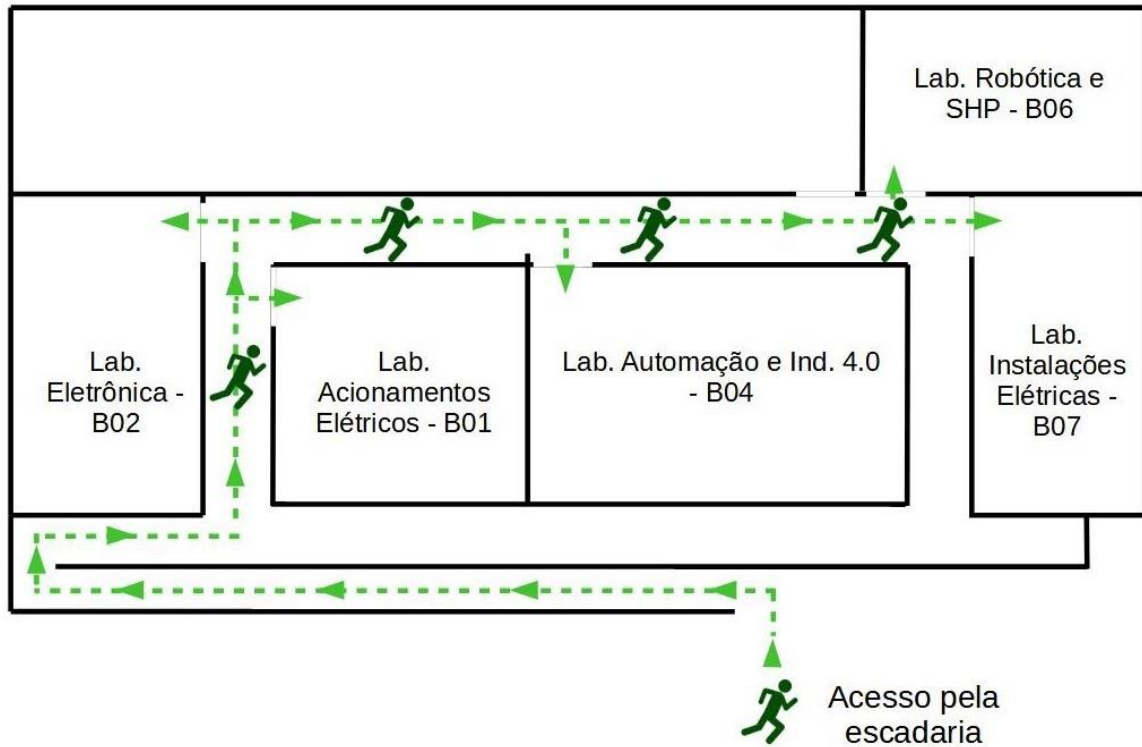 Lab. Robótica e
SHP - B06
Lab.
Eletrônica -
B02
Lab.
Acionamentos
Elétricos - B01
Lab. Automação e Ind. 4.0
- B04
Lab.
Instalações
Elétricas -
B07
Acesso pela
escadaria